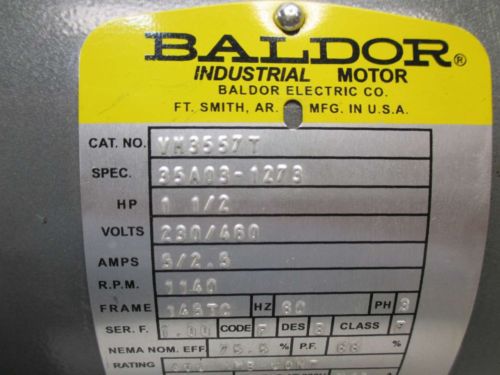 BALDOR®
INDUSTRIAL MOTOR
BALDOR ELECTRIC CO.
FT. SMITH, AR. MFG. IN U.S.A.
CAT. NO. VM3557T
SPEC. 35A03-1273
HP 1 1/2
VOLTS 230/460
AMPS 5/2.5
R.P.M. 1140
FRAME HZ 60 PH 3
SER. F. 1.00 CODE DES B CLASS
NEMA NOM. EFF 75.5 % P.F. %
RATING